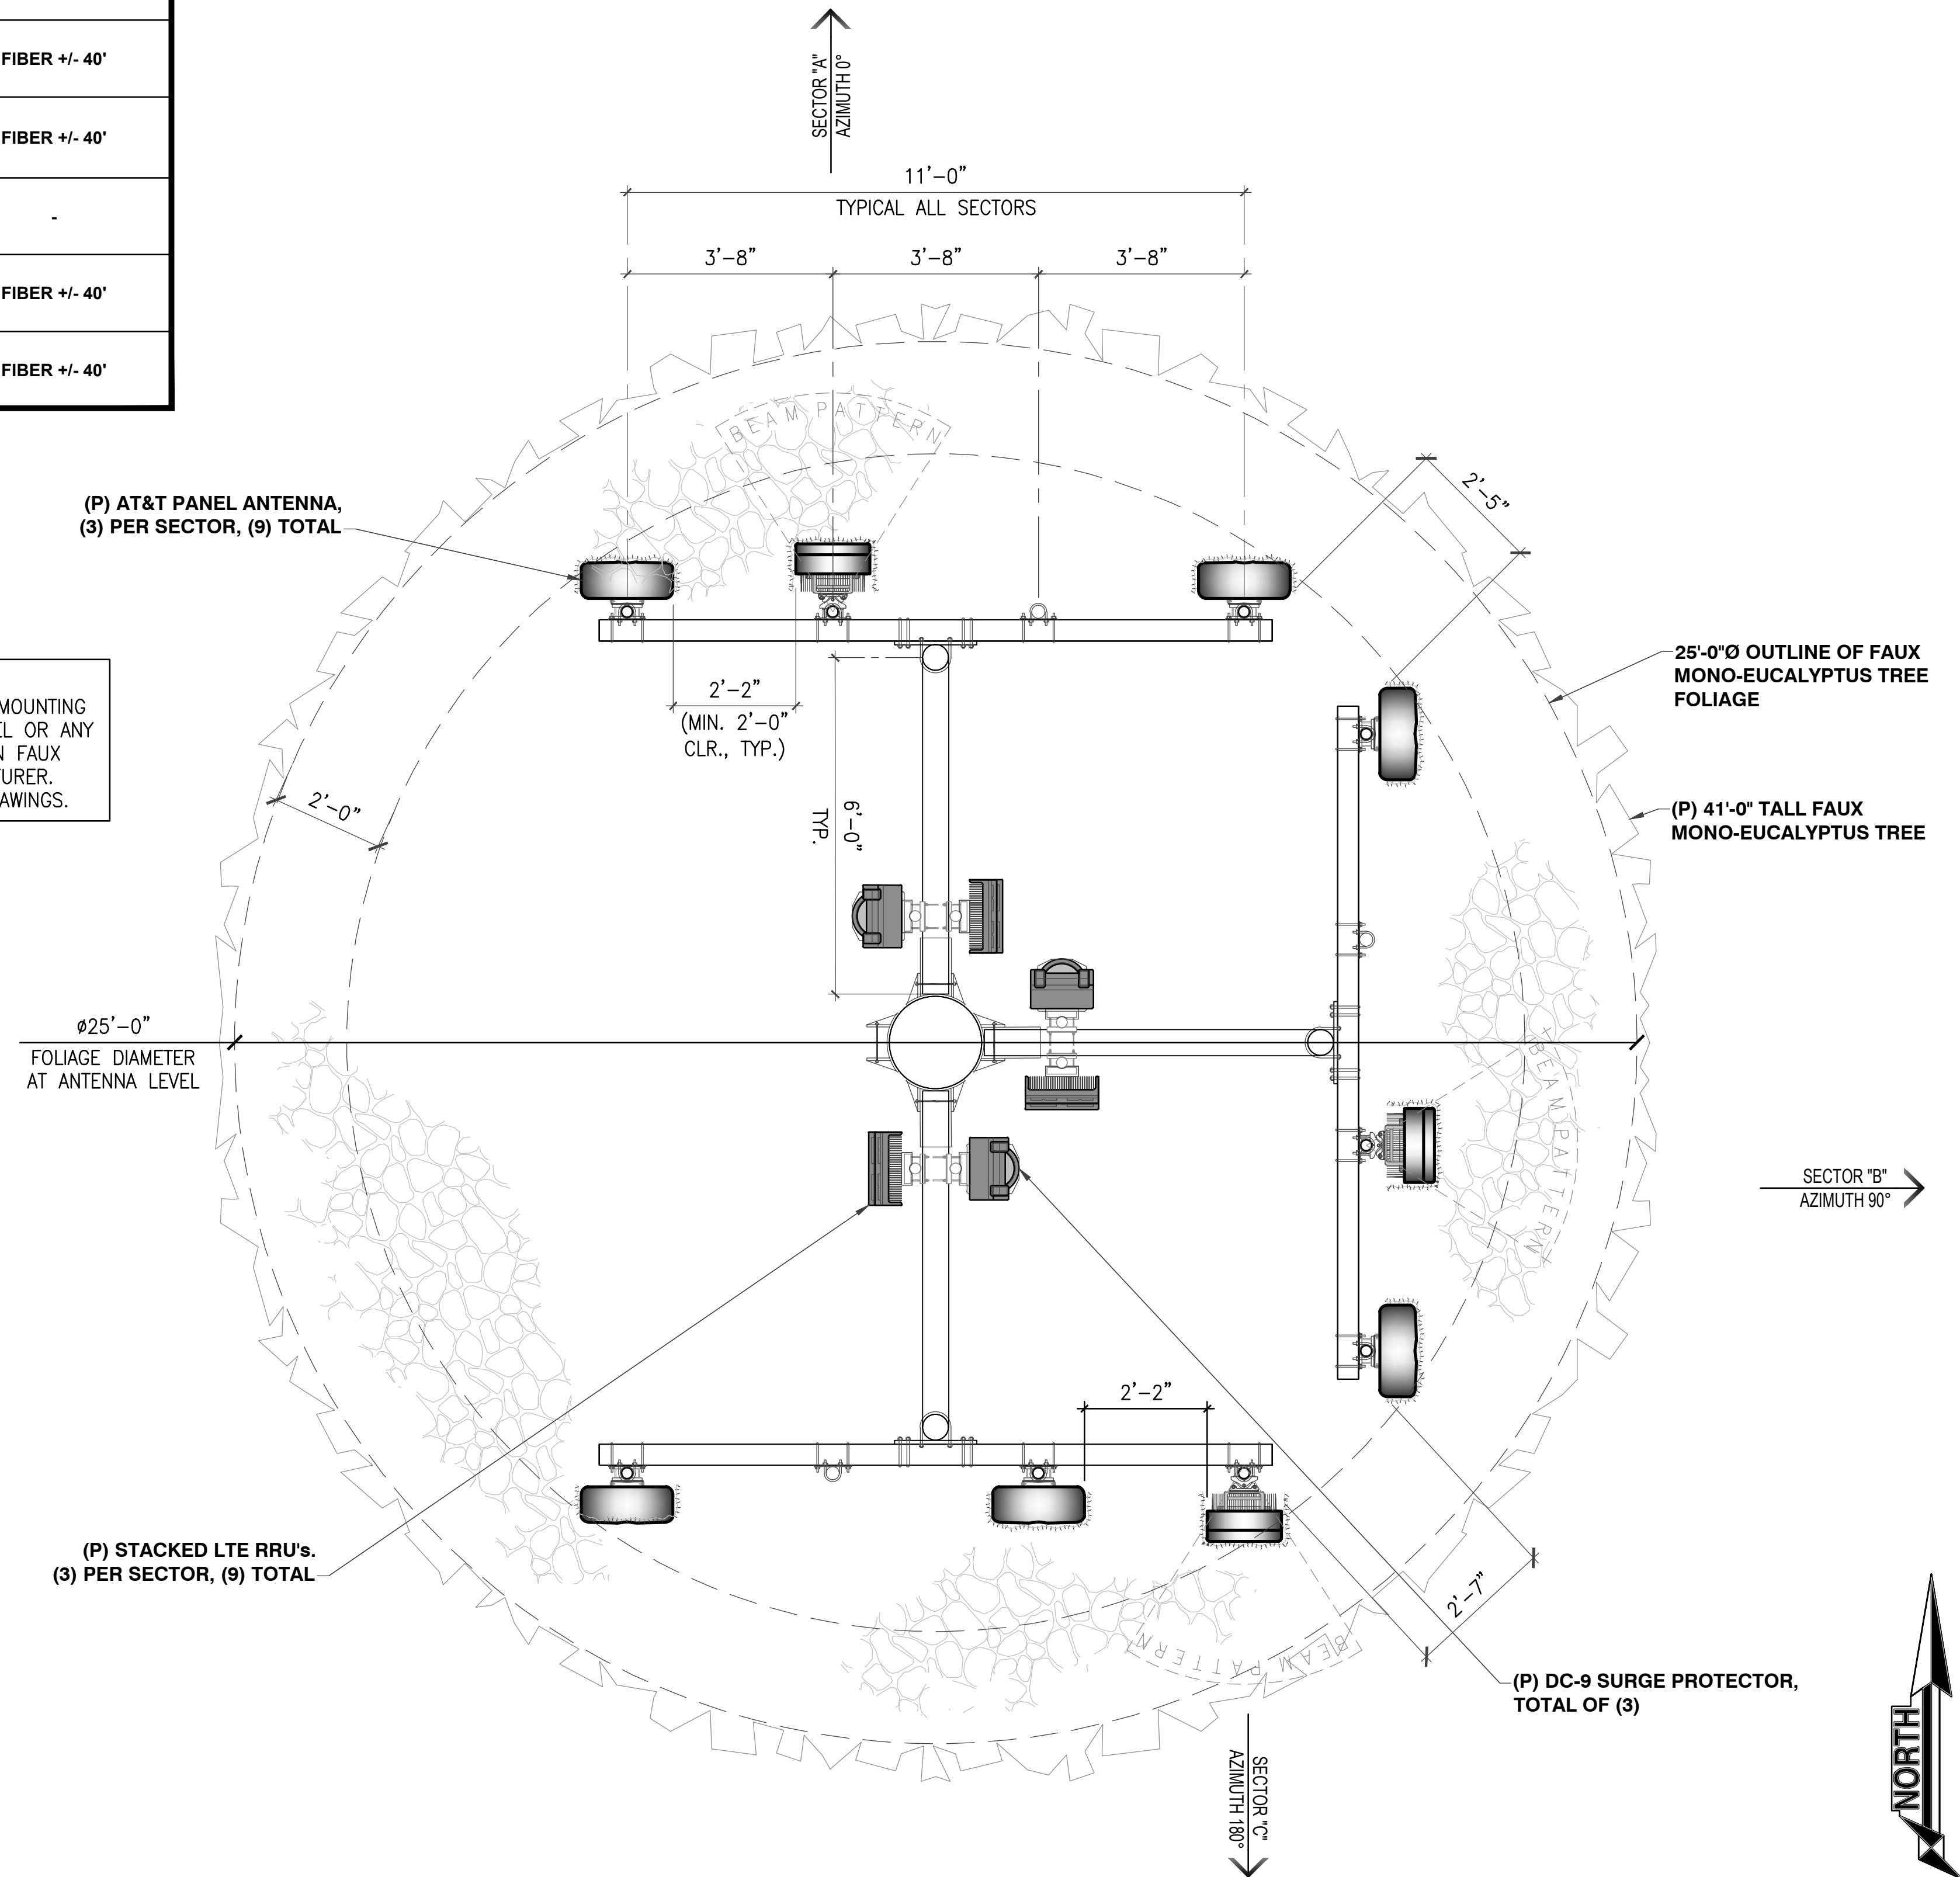 FIBER +/- 40'
FIBER +/- 40'
-
FIBER +/- 40'
FIBER +/- 40'
SECTOR "A"
AZIMUTH 0°
11'-0"
TYPICAL ALL SECTORS
3'-8"
3'-8"
3'-8"
BEAM PATTERN
(P) AT&T PANEL ANTENNA,
(3) PER SECTOR, (9) TOTAL
2'-5"
25'-0"Ø OUTLINE OF FAUX
MONO-EUCALYPTUS TREE
FOLIAGE
MOUNTING
EL OR ANY
N FAUX
TURER.
AWINGS.
2'-2"
(MIN. 2'-0"
CLR., TYP.)
2'-0"
6'-0"
TYP.
(P) 41'-0" TALL FAUX
MONO-EUCALYPTUS TREE
ø25'-0"
FOLIAGE DIAMETER
AT ANTENNA LEVEL
BEAM PATTERN
SECTOR "B"
AZIMUTH 90°
2'-2"
(P) STACKED LTE RRU's.
(3) PER SECTOR, (9) TOTAL
2'-7"
BEAM PATTERN
(P) DC-9 SURGE PROTECTOR,
TOTAL OF (3)
SECTOR "C"
AZIMUTH 180°
NORTH